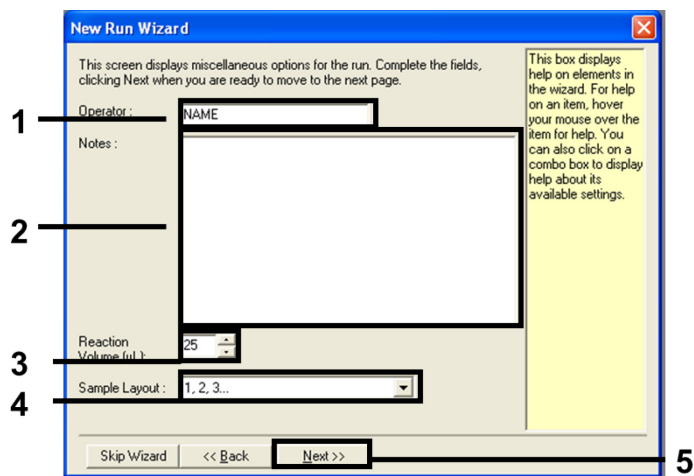 New Run Wizard
This screen displays miscellaneous options for the run. Complete the fields,
clicking Next when you are ready to move to the next page.
This box displays
help on elements in
the wizard. For help
on an item, hover
your mouse over the
item for help. You
can also click on a
combo box to display
help about its
available settings.
1
Operator :
NAME
2
Notes :
3
Reaction
Volume (µL):
25
4
Sample Layout :
1, 2, 3...
Skip Wizard
<< Back
Next >>
5